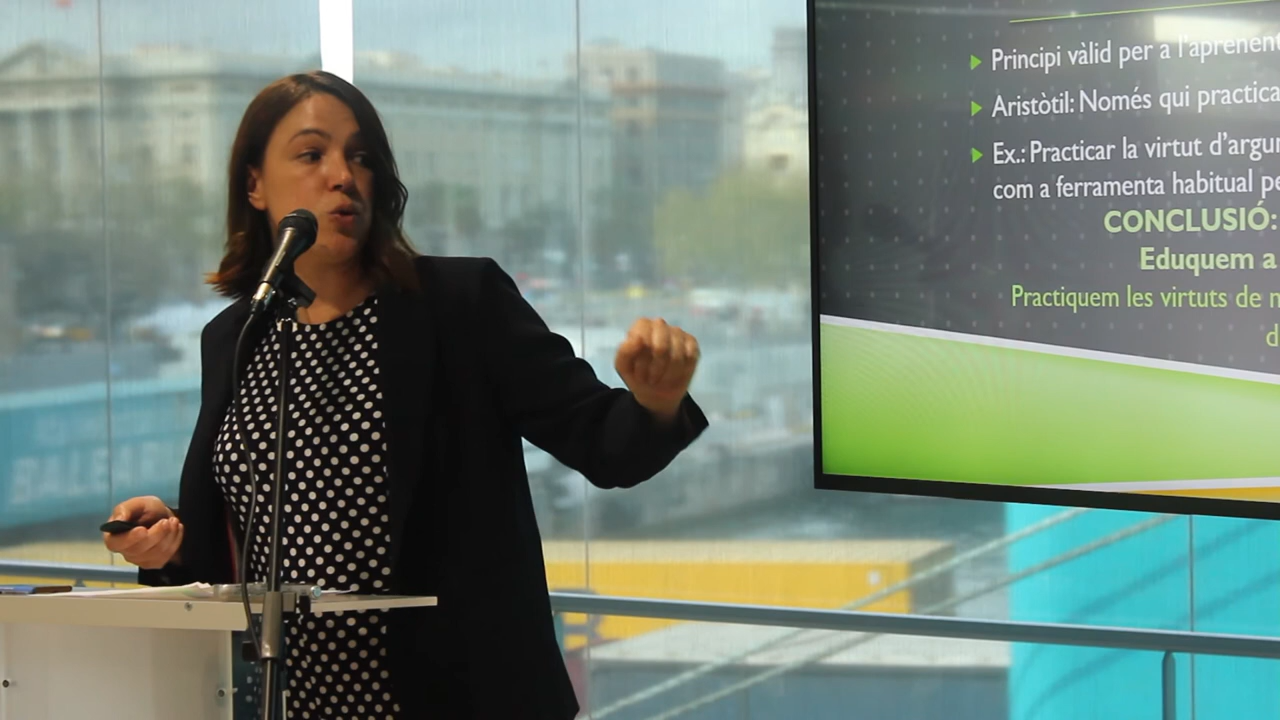 Principi vàlid per a l'aprenent
Aristòtil: Només qui practica
Ex.: Practicar la virtut d'argu
com a ferramenta habitual pe
CONCLUSIÓ:
Eduquem a
Practiquem les virtuts de
d